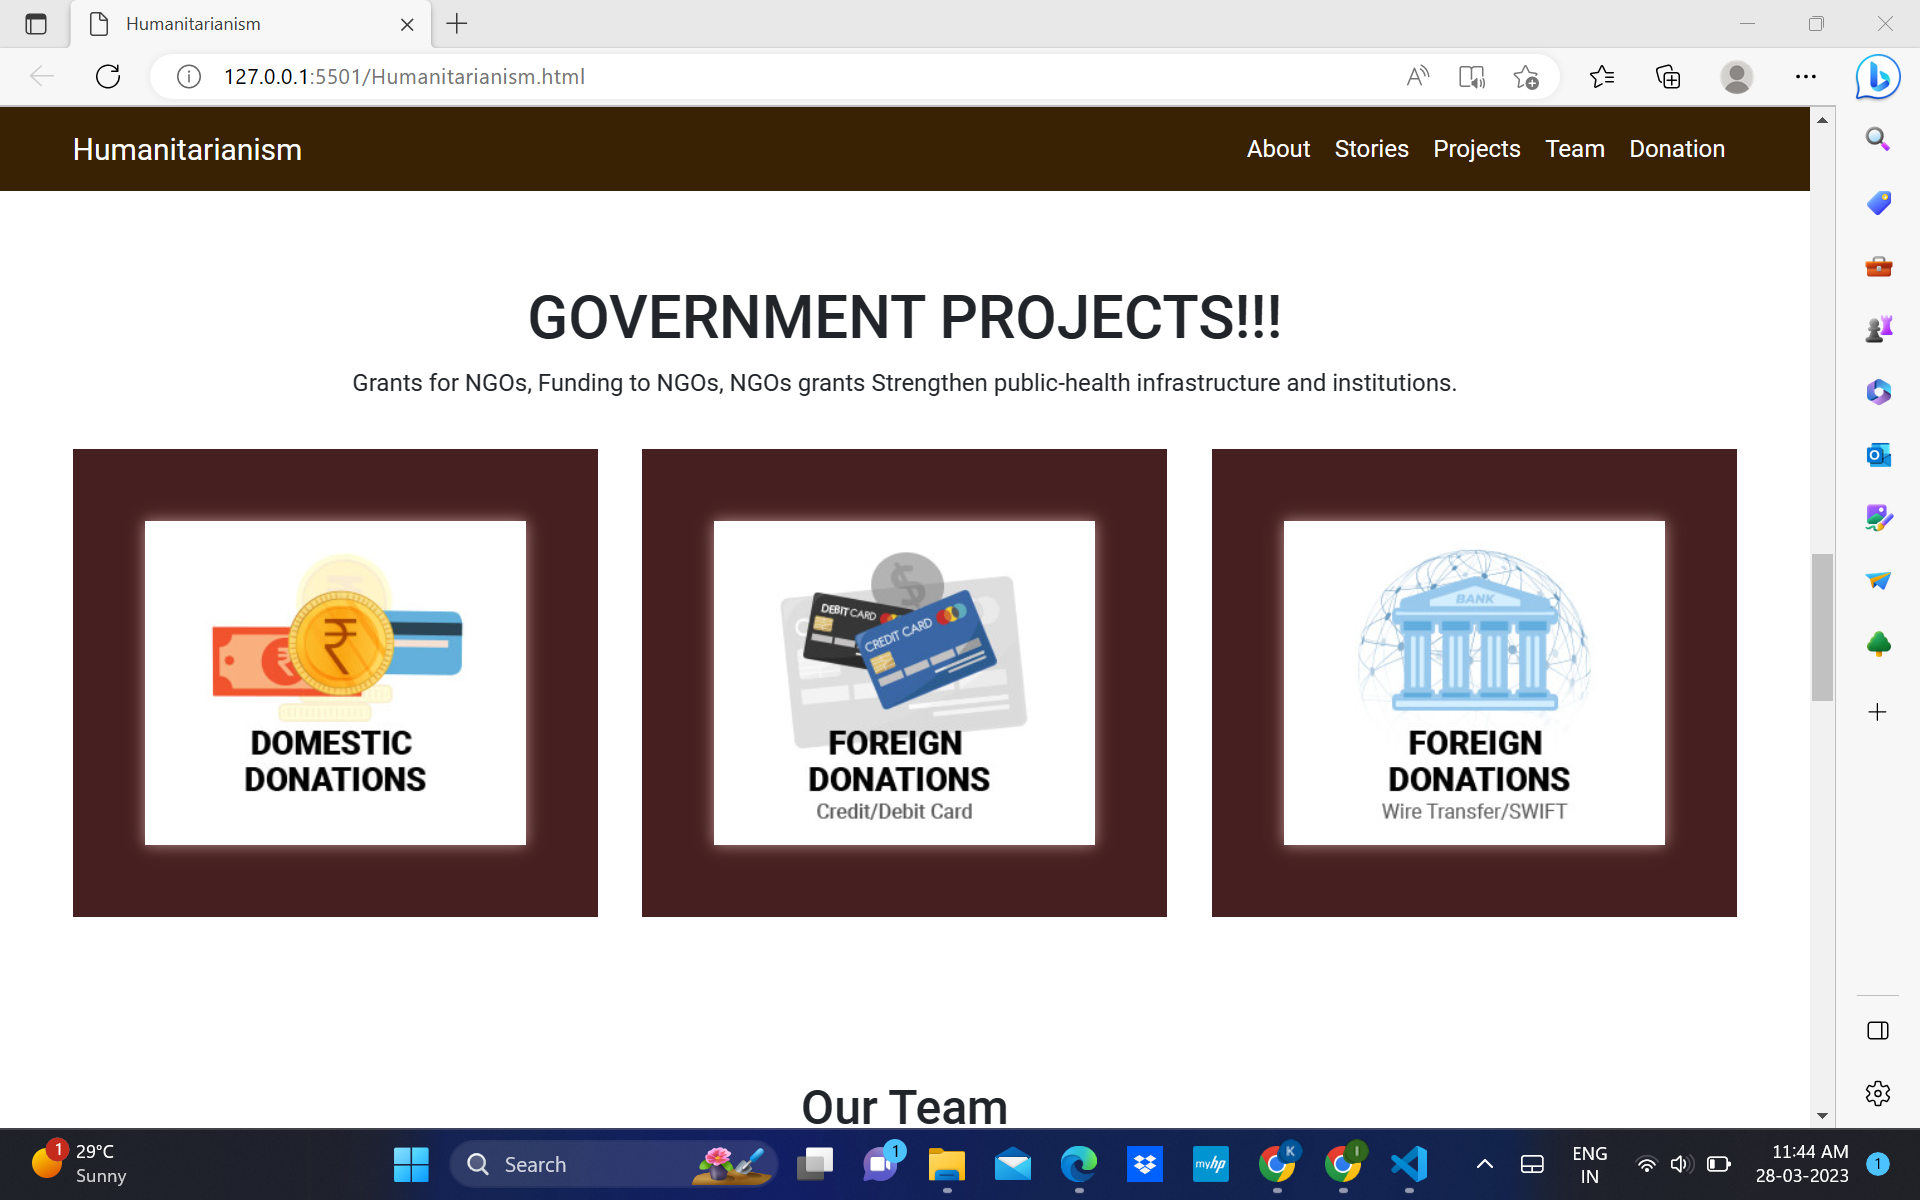 Humanitarianism
127.0.0.1:5501/Humanitarianism.html
Humanitarianism
About Stories Projects Team Donation
GOVERNMENT PROJECTS!!!
Grants for NGOs, Funding to NGOs, NGOs grants Strengthen public-health infrastructure and institutions.
DOMESTIC
DONATIONS
DEBIT CARD
CREDIT CARD
FOREIGN
DONATIONS
Credit/Debit Card
BANK
FOREIGN
DONATIONS
Wire Transfer/SWIFT
Our Team
1
29°C
Sunny
Search
1
myhp
K
I
ENG
IN
11:44 AM
28-03-2023
1